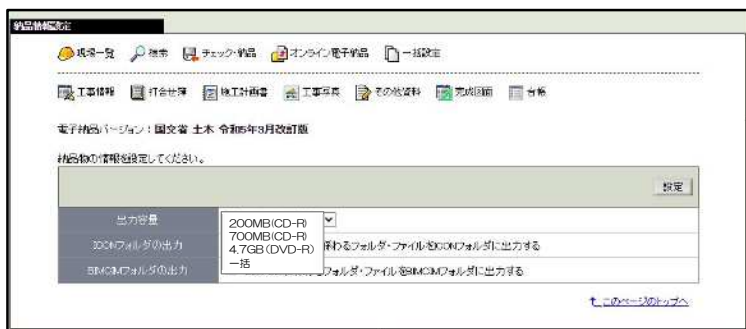 納品情報設定
現場一覧 検索 チェック・納品 オンライン電子納品 一括設定
工事情報 打合せ簿 施工計画書 工事写真 その他資料 完成図面 台帳
電子納品バージョン：国交省 土木 令和5年3月改訂版
納品物の情報を設定してください。
設定
出力容量
200MB(CD-R)
700MB(CD-R)
4.7GB(DVD-R)
一括
ICONフォルダの出力 係わるフォルダ・ファイルをICONフォルダに出力する
BIMCIMフォルダの出力 フォルダ・ファイルをBIMCIMフォルダに出力する
このページのトップへ